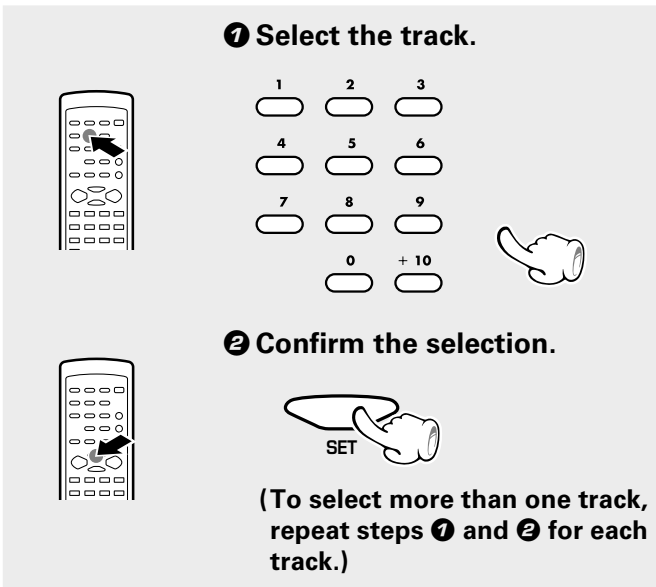 ❶ Select the track.
1 2 3
4 5 6
7 8 9
0 + 10
❷ Confirm the selection.
SET
(To select more than one track,
repeat steps ❶ and ❷ for each
track.)